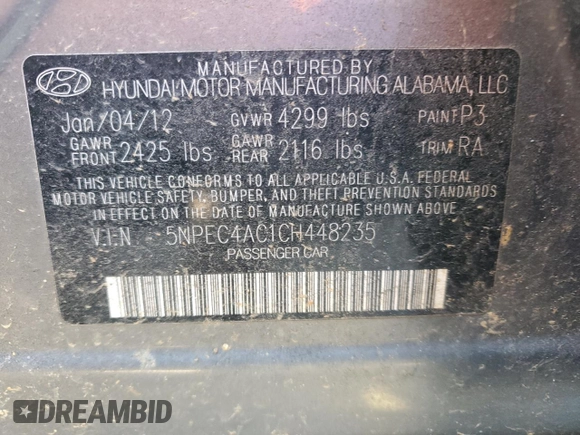 MANUFACTURED BY
HYUNDAI MOTOR MANUFACTURING ALABAMA, LLC
Jan/04/12 GVWR 4299 lbs PAINT P3
GAWR FRONT 2425 lbs GAWR REAR 2116 lbs TRIM RA
THIS VEHICLE CONFORMS TO ALL APPLICABLE U.S.A. FEDERAL
MOTOR VEHICLE SAFETY, BUMPER, AND THEFT PREVENTION STANDARDS
IN EFFECT ON THE DATE OF MANUFACTURE SHOWN ABOVE.
V.I.N 5NPEC4AC1CH448235
PASSENGER CAR
DREAMBID